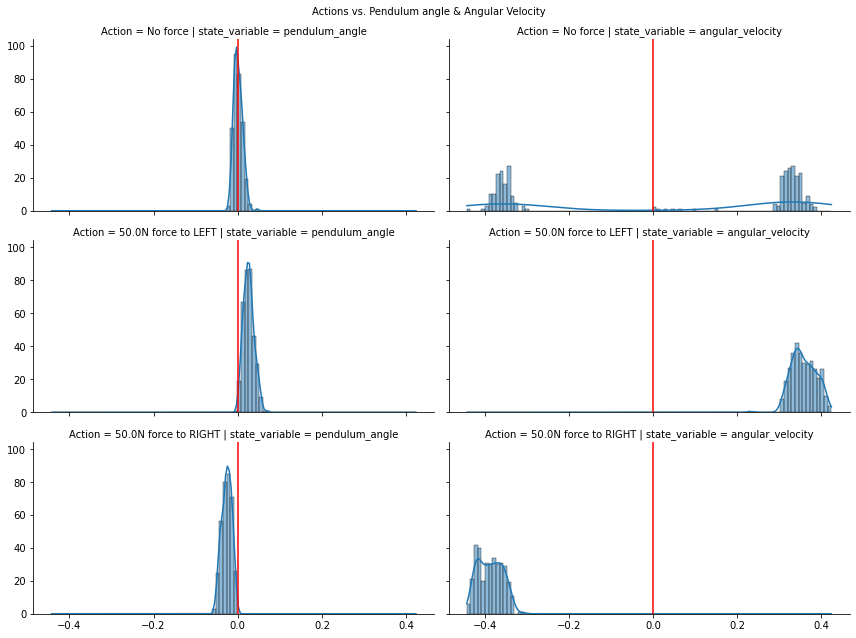 Actions vs. Pendulum angle & Angular Velocity
Action = No force | state_variable = pendulum_angle
Action = No force | state_variable = angular_velocity
100
80
60
40
20
0
Action = 50.0N force to LEFT | state_variable = pendulum_angle
Action = 50.0N force to LEFT | state_variable = angular_velocity
100
80
60
40
20
0
Action = 50.0N force to RIGHT | state_variable = pendulum_angle
Action = 50.0N force to RIGHT | state_variable = angular_velocity
100
80
60
40
20
0
−0.4 −0.2 0.0 0.2 0.4
−0.4 −0.2 0.0 0.2 0.4